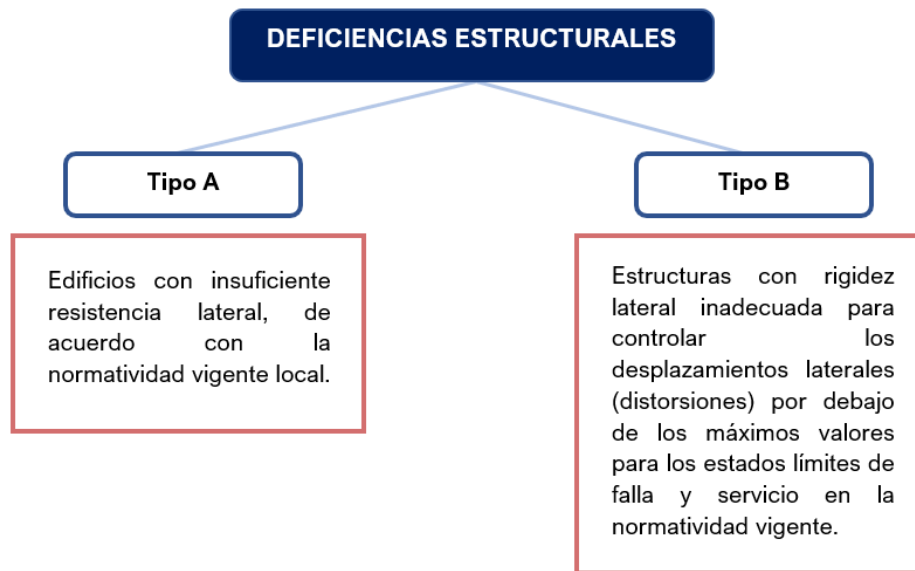 DEFICIENCIAS ESTRUCTURALES
Tipo A
Edificios con insuficiente
resistencia lateral, de
acuerdo con la
normatividad vigente local.
Tipo B
Estructuras con rigidez
lateral inadecuada para
controlar los
desplazamientos laterales
(distorsiones) por debajo
de los máximos valores
para los estados límites de
falla y servicio en la
normatividad vigente.